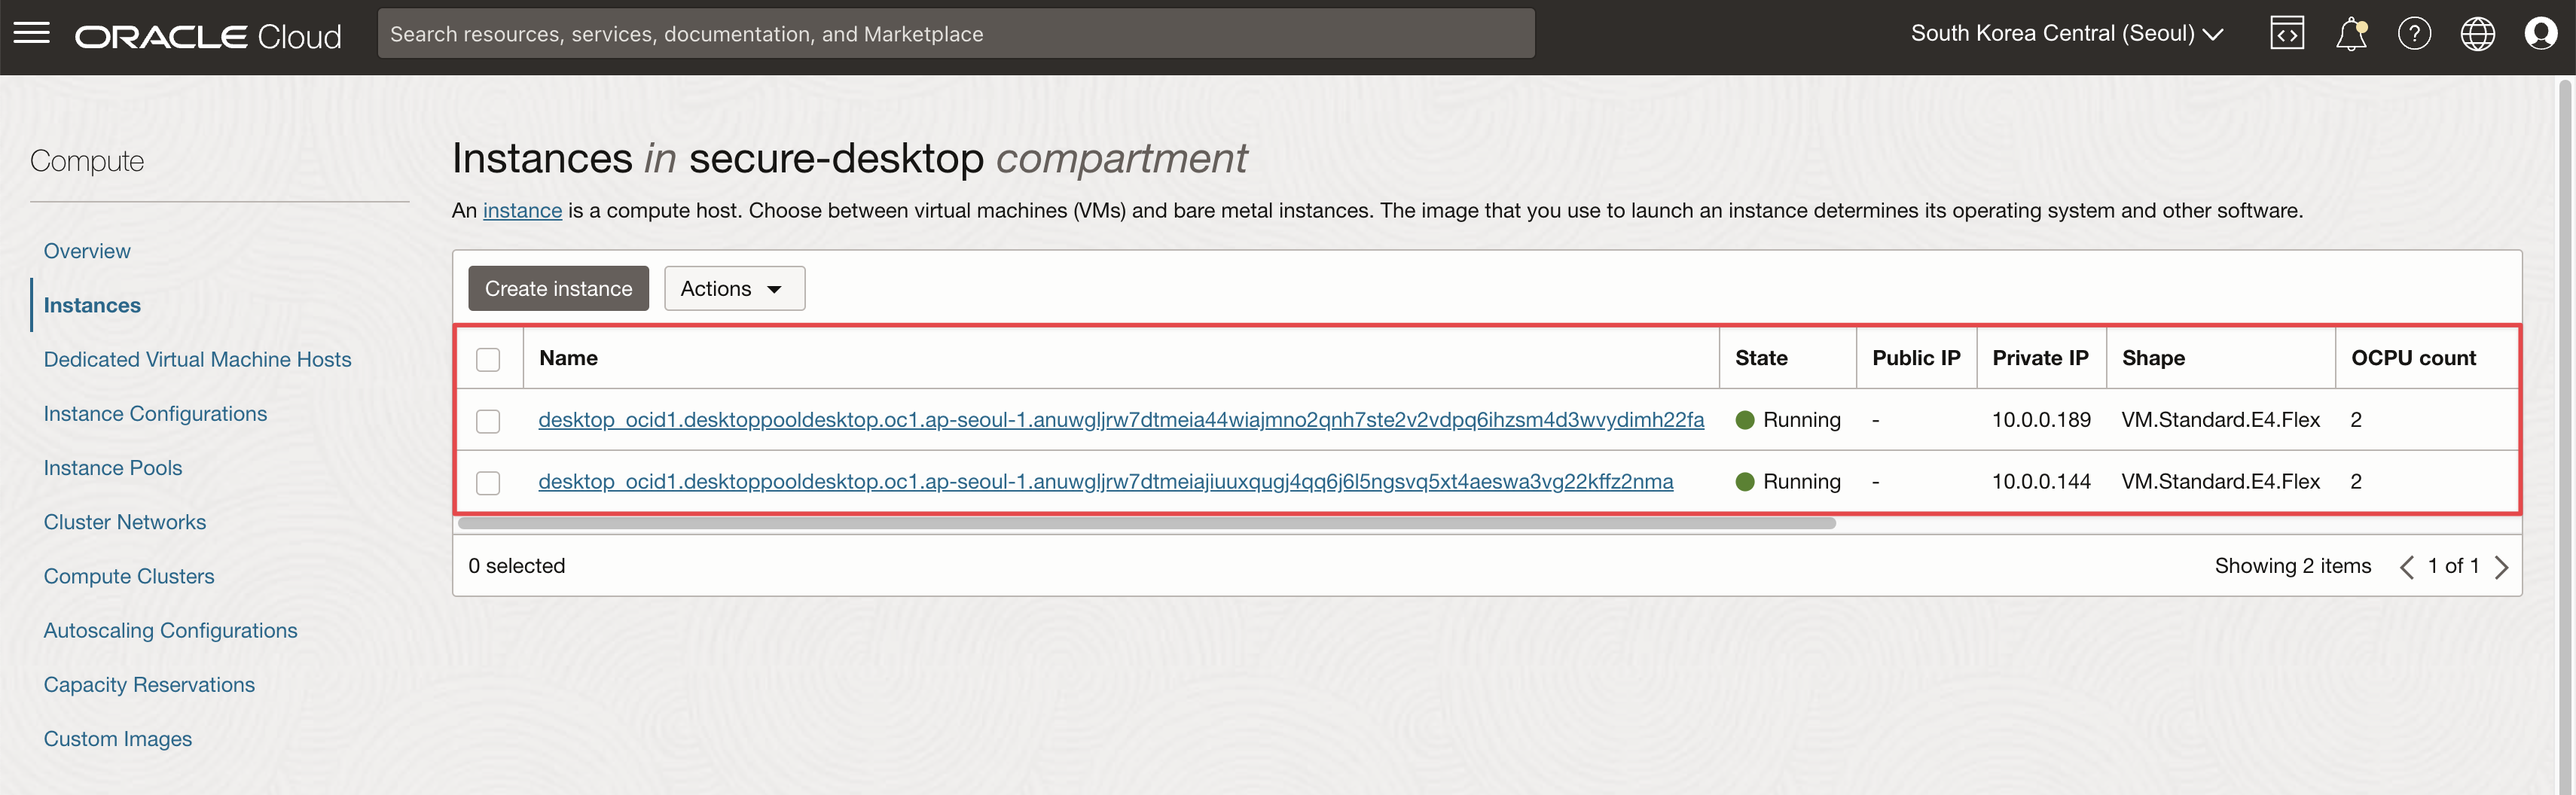 ORACLE Cloud
Search resources, services, documentation, and Marketplace
South Korea Central (Seoul)
Compute
Overview
Instances
Dedicated Virtual Machine Hosts
Instance Configurations
Instance Pools
Cluster Networks
Compute Clusters
Autoscaling Configurations
Capacity Reservations
Custom Images
Instances in secure-desktop compartment
An instance is a compute host. Choose between virtual machines (VMs) and bare metal instances. The image that you use to launch an instance determines its operating system and other software.
Create instance Actions
Name State Public IP Private IP Shape OCPU count
desktop_ocid1.desktoppooldesktop.oc1.ap-seoul-1.anuwgljrw7dtmeia44wiajmno2qnh7ste2v2vdpq6ihzsm4d3wvydimh22fa Running - 10.0.0.189 VM.Standard.E4.Flex 2
desktop_ocid1.desktoppooldesktop.oc1.ap-seoul-1.anuwgljrw7dtmeiajiuuxqugj4qq6j6l5ngsvq5xt4aeswa3vg22kffz2nma Running - 10.0.0.144 VM.Standard.E4.Flex 2
0 selected Showing 2 items 1 of 1